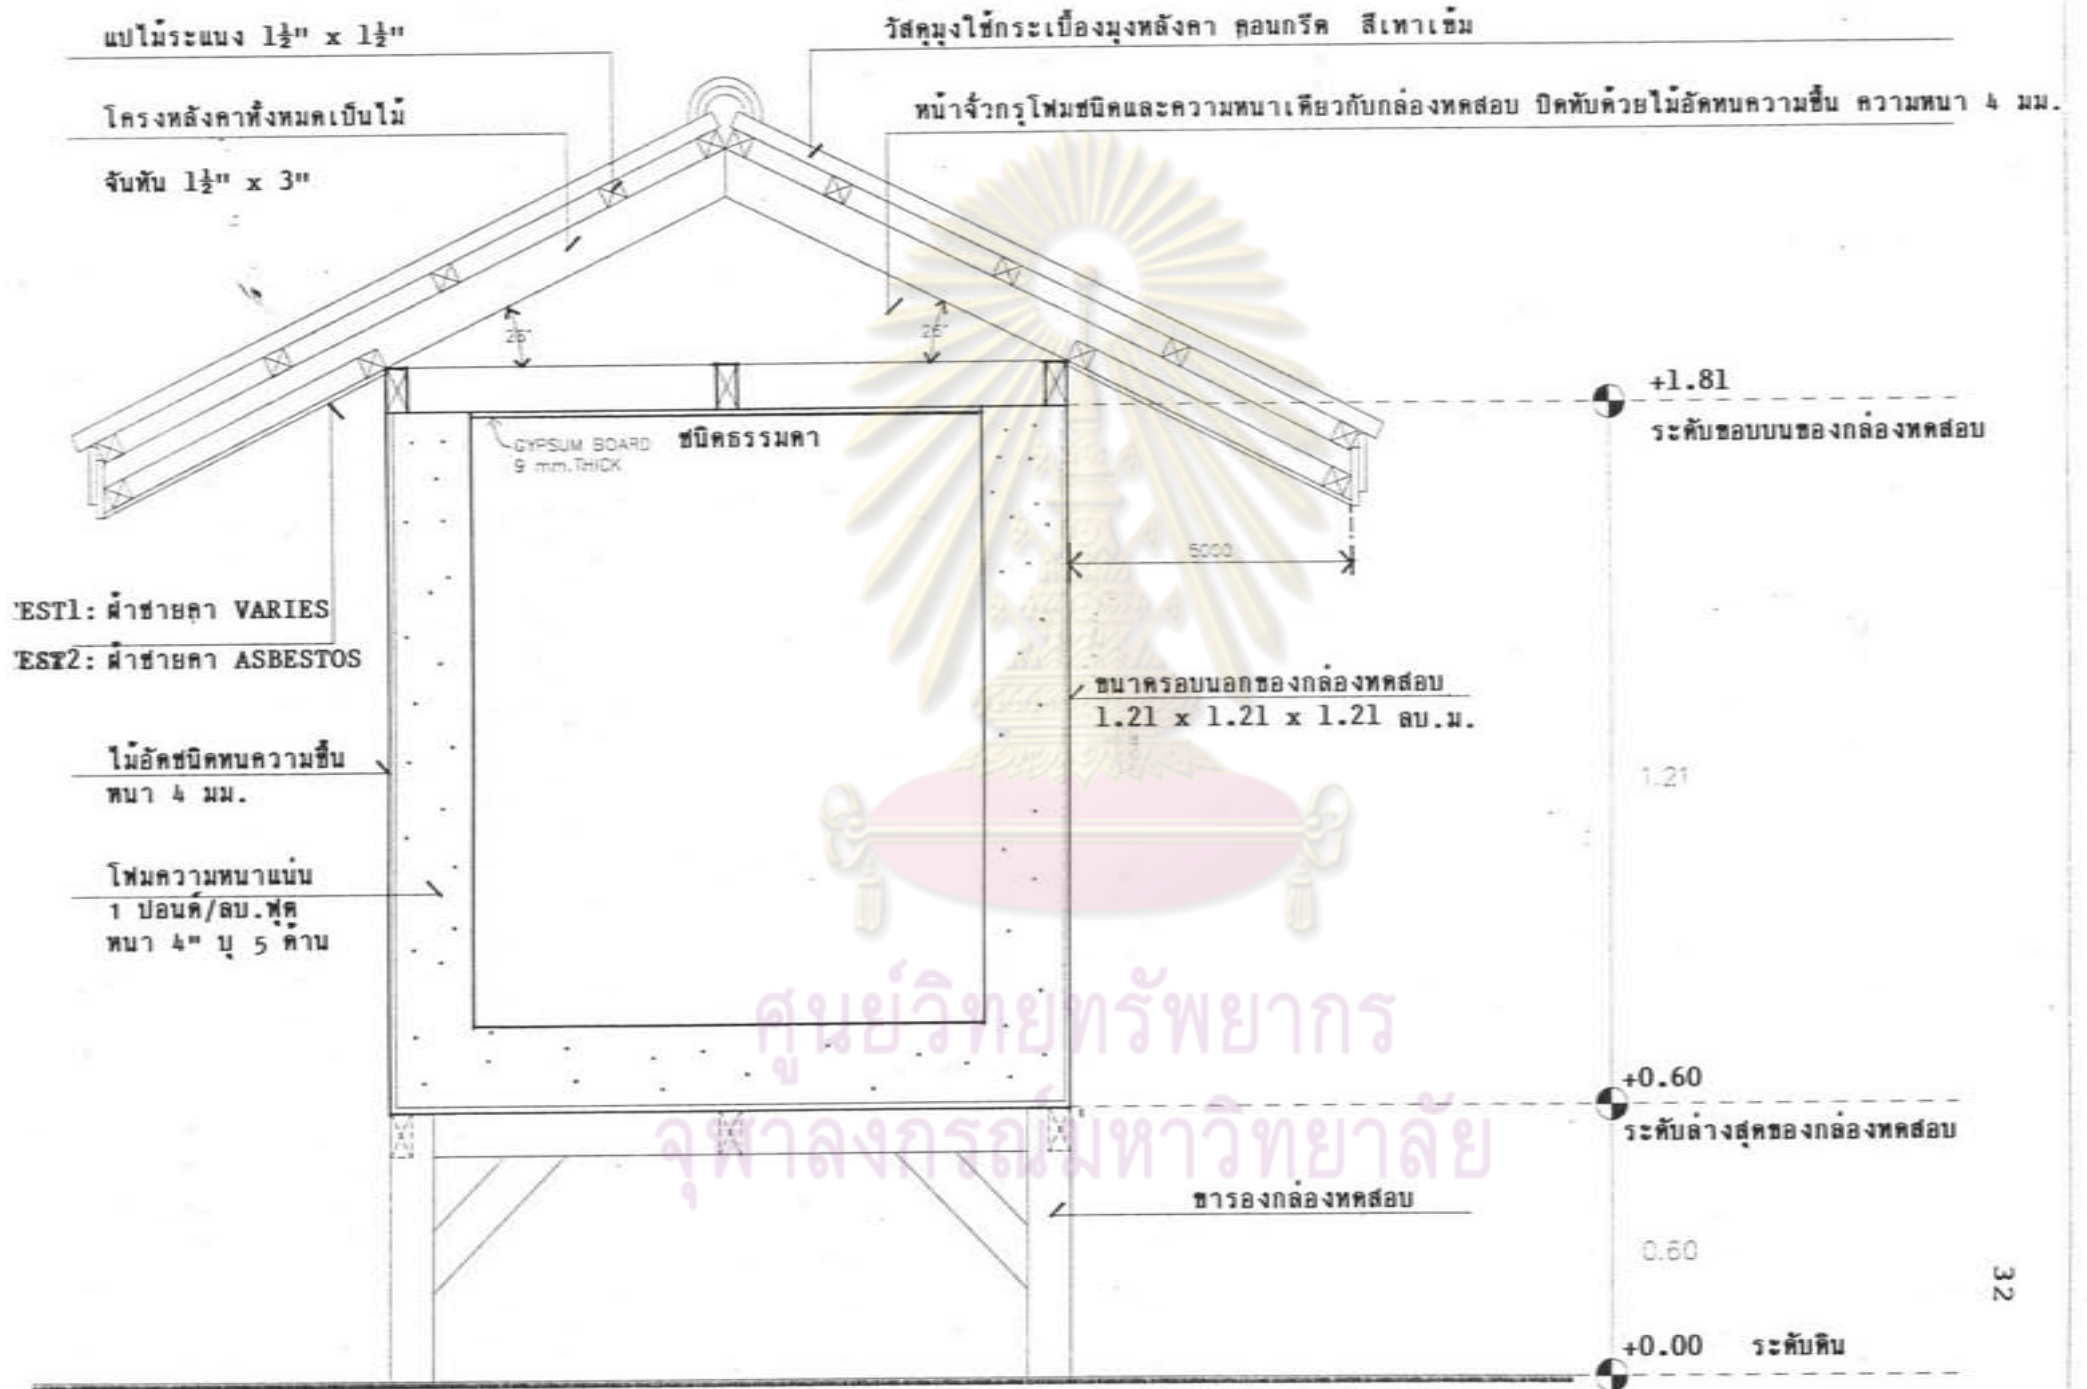 แปไม้ระแนง 1½" x 1½"
วัสดุมุงใช้กระเบื้องมุงหลังคา คอนกรีต สีเทาเข้ม
โครงหลังคาทั้งหมดเป็นไม้
หน้าจั่วกรุโฟมชนิดและความหนาเดียวกับกล่องทดสอบ ปิดทับด้วยไม้อัดทนความชื้น ความหนา 4 มม.
จันทัน 1½" x 3"
25°
25°
+1.81
ระดับขอบบนของกล่องทดสอบ
GYPSUM BOARD ชนิดธรรมดา
9 mm.THICK
5000
EST1: ฝ้าชายคา VARIES
EST2: ฝ้าชายคา ASBESTOS
ขนาดรอบนอกของกล่องทดสอบ
1.21 x 1.21 x 1.21 ลบ.ม.
ไม้อัดชนิดทนความชื้น
หนา 4 มม.
1.21
โฟมความหนาแน่น
1 ปอนด์/ลบ.ฟุต
หนา 4" บุ 5 ด้าน
ศูนย์วิทยทรัพยากร
จุฬาลงกรณ์มหาวิทยาลัย
+0.60
ระดับล่างสุดของกล่องทดสอบ
ขารองกล่องทดสอบ
0.60
32
+0.00 ระดับดิน